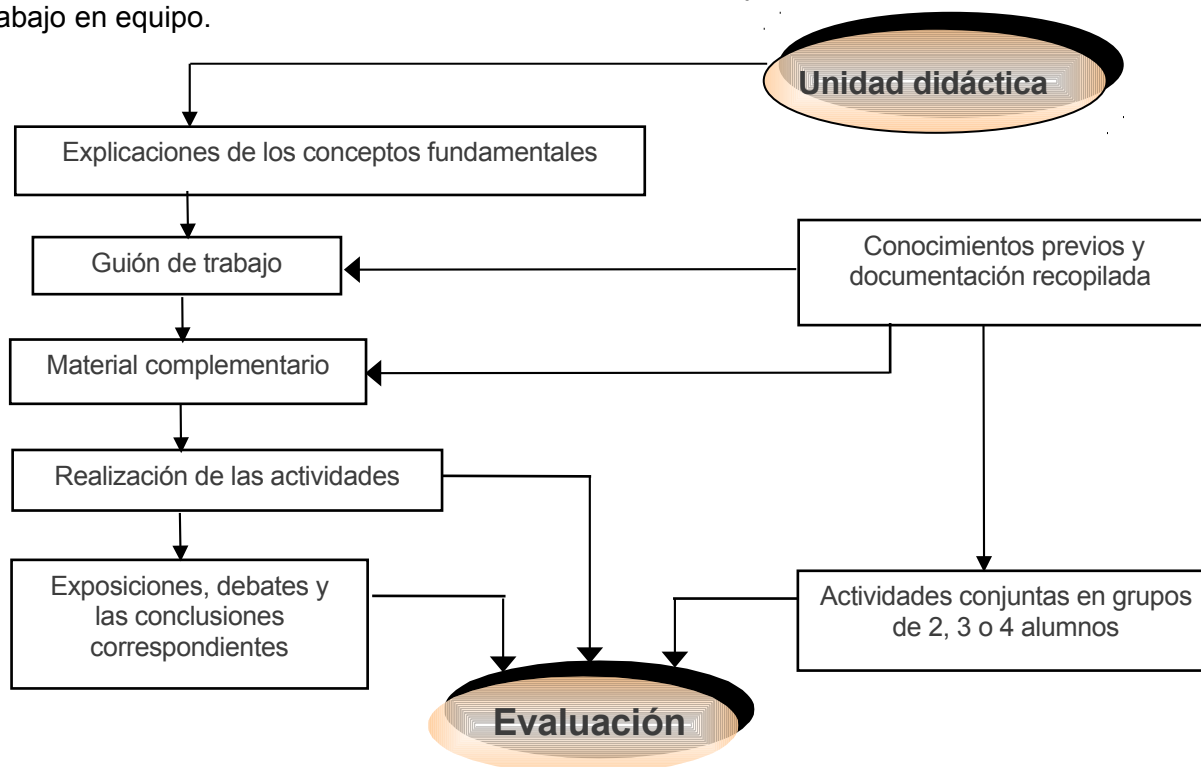 trabajo en equipo.
Unidad didáctica
Explicaciones de los conceptos fundamentales
Guión de trabajo
Conocimientos previos y
documentación recopilada
Material complementario
Realización de las actividades
Exposiciones, debates y
las conclusiones
correspondientes
Actividades conjuntas en grupos
de 2, 3 o 4 alumnos
Evaluación